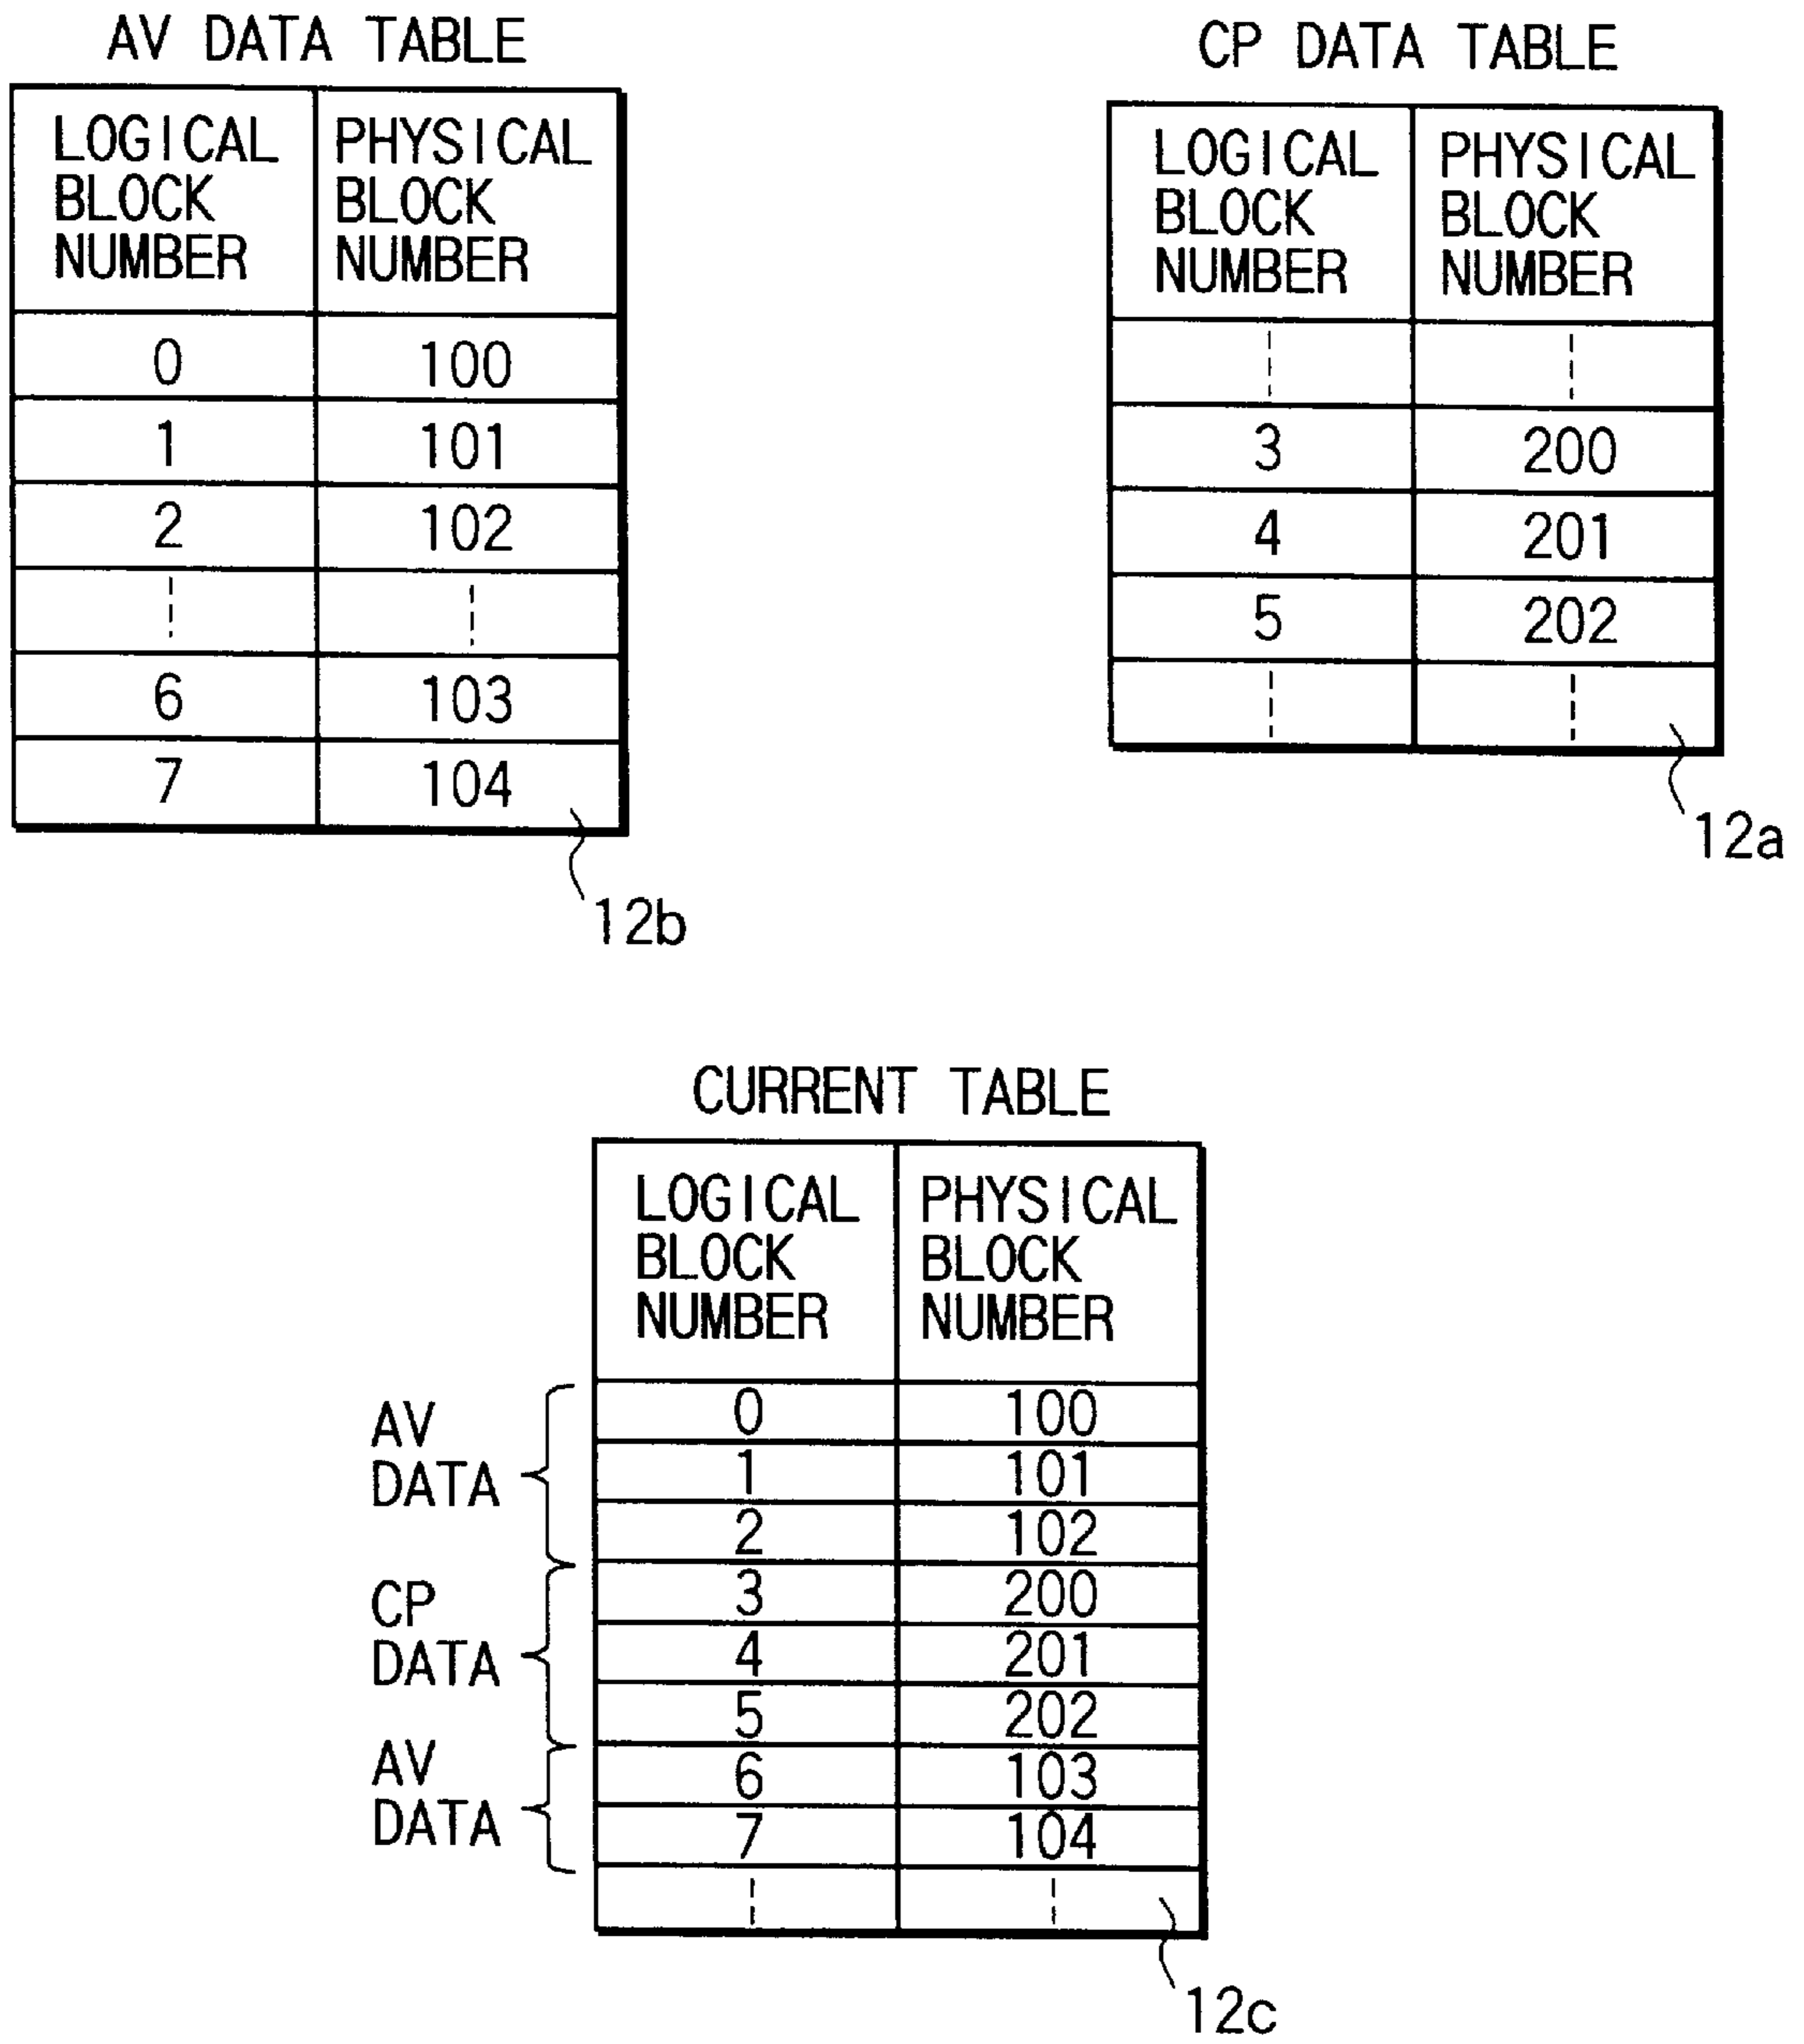 AV DATA TABLE
LOGICAL
BLOCK
NUMBER
PHYSICAL
BLOCK
NUMBER
0 100
1 101
2 102
6 103
7 104
12b
CP DATA TABLE
LOGICAL
BLOCK
NUMBER
PHYSICAL
BLOCK
NUMBER
3 200
4 201
5 202
12a
CURRENT TABLE
LOGICAL
BLOCK
NUMBER
PHYSICAL
BLOCK
NUMBER
AV
DATA
0 100
1 101
2 102
CP
DATA
3 200
4 201
5 202
AV
DATA
6 103
7 104
12c